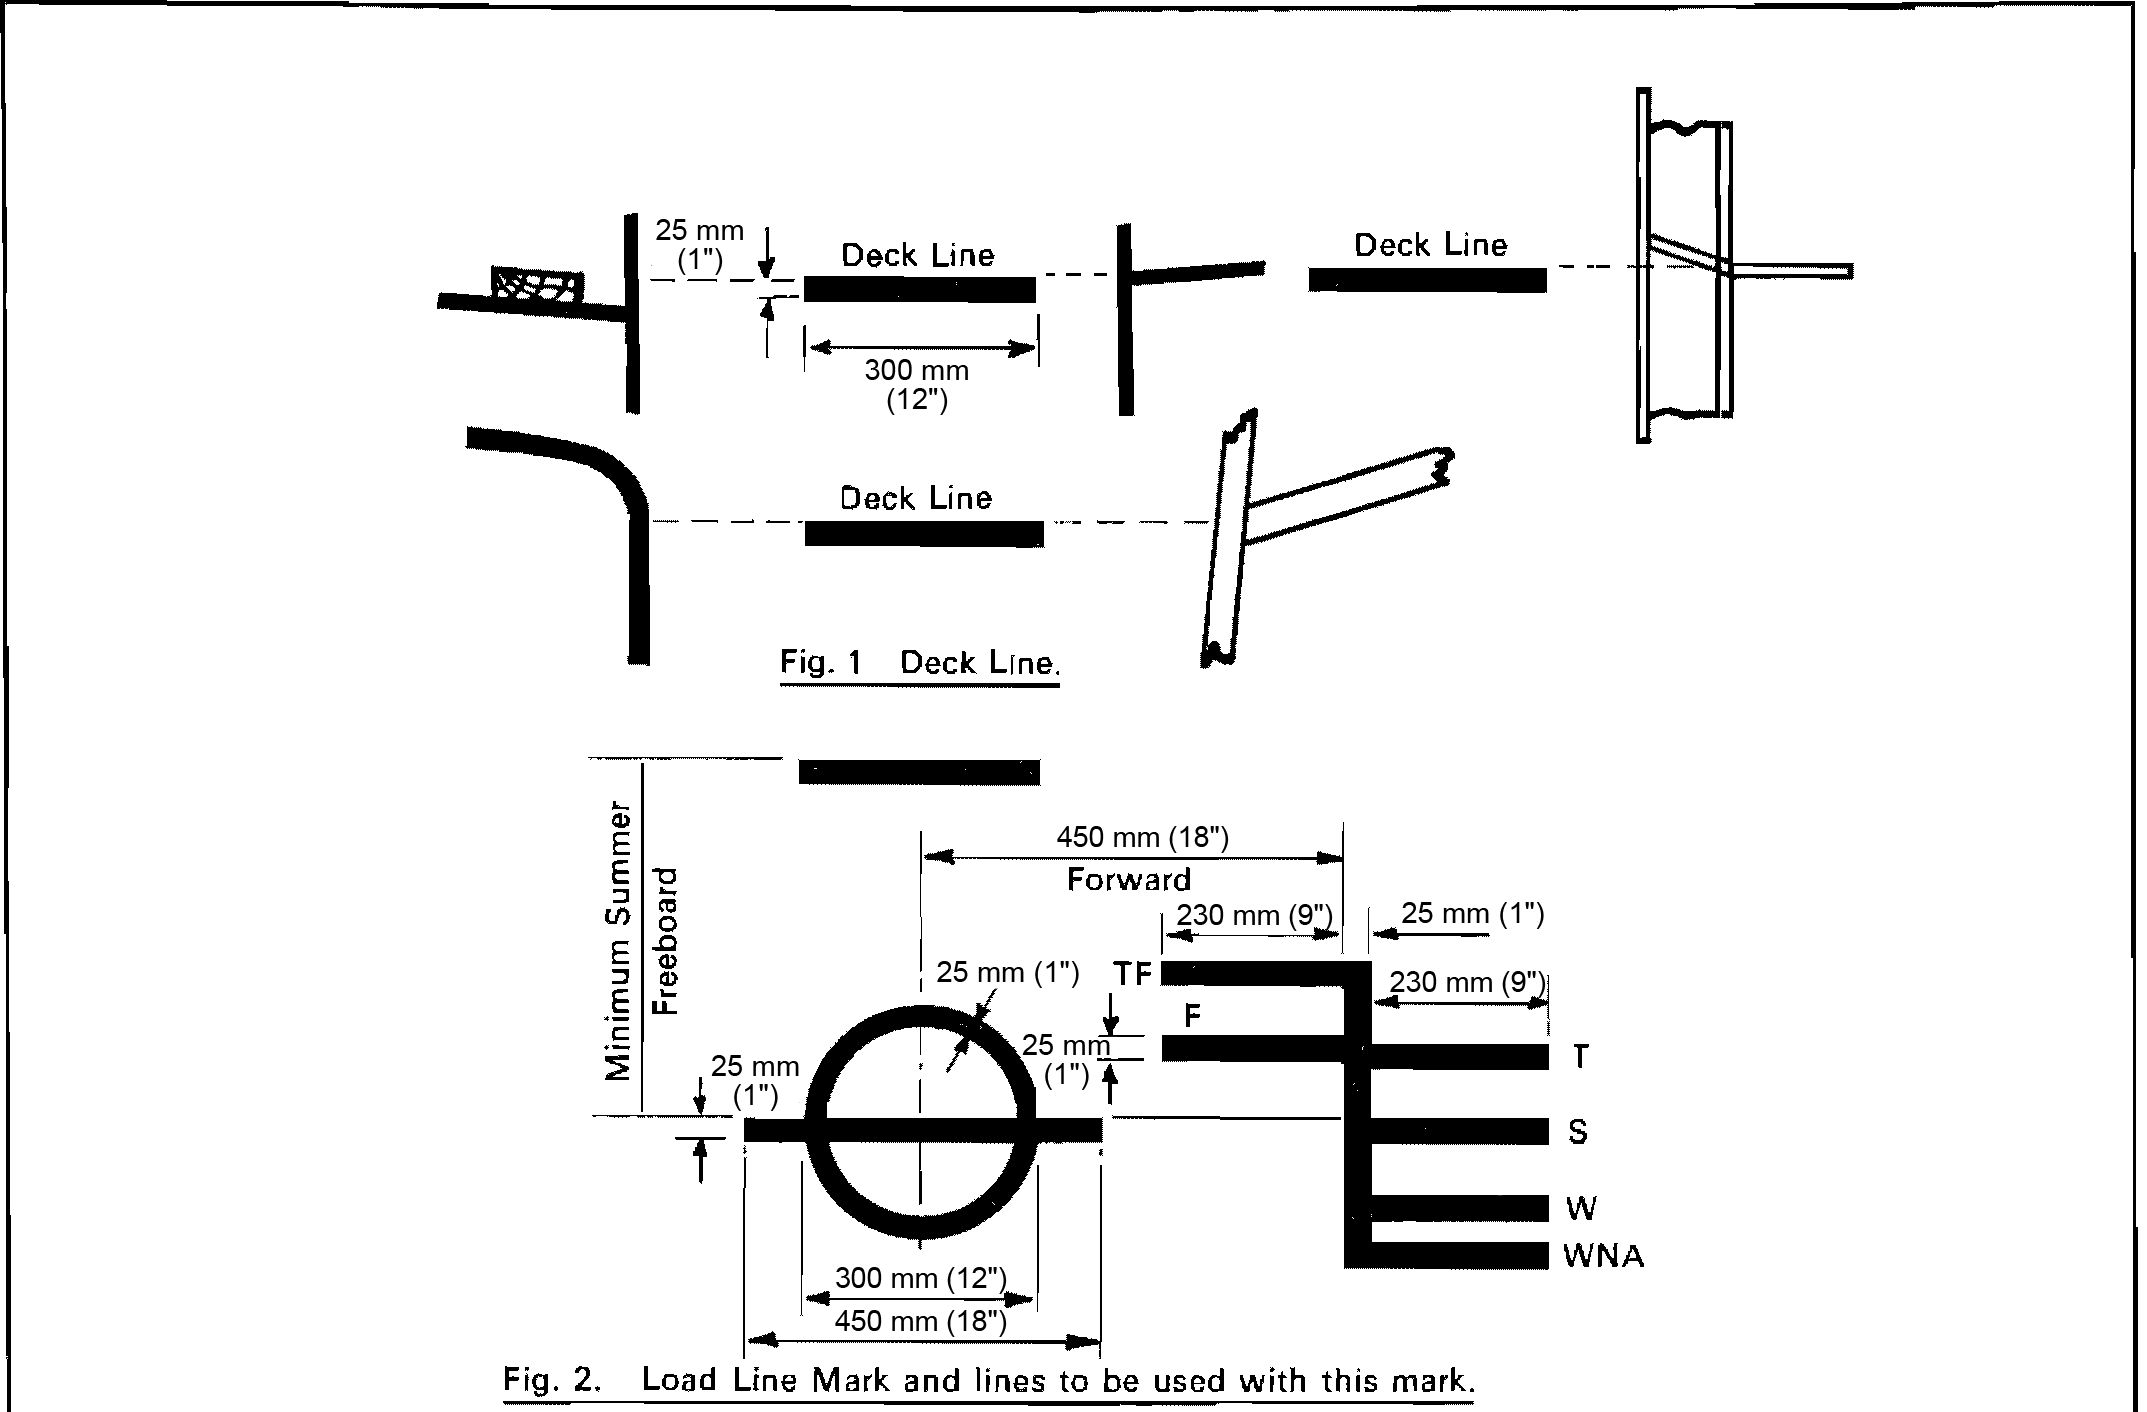 25 mm
(1")
Deck Line
Deck Line
300 mm
(12")
Deck Line
Fig. 1 Deck Line.
Minimum Summer
Freeboard
450 mm (18")
Forward
230 mm (9")
25 mm (1")
25 mm (1")
TF
230 mm (9")
F
25 mm
(1")
T
25 mm
(1")
S
W
WNA
300 mm (12")
450 mm (18")
Fig. 2. Load Line Mark and lines to be used with this mark.